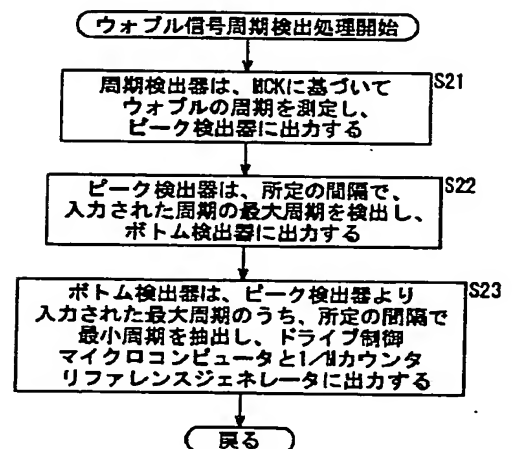 ウォブル信号周期検出処理開始
周期検出器は、MCKに基づいて
ウォブルの周期を測定し、
ピーク検出器に出力する
S21
ピーク検出器は、所定の間隔で、
入力された周期の最大周期を検出し、
ボトム検出器に出力する
S22
ボトム検出器は、ピーク検出器より
入力された最大周期のうち、所定の間隔で
最小周期を抽出し、ドライブ制御
マイクロコンピュータと1/Mカウンタ
リファレンスジェネレータに出力する
S23
戻る